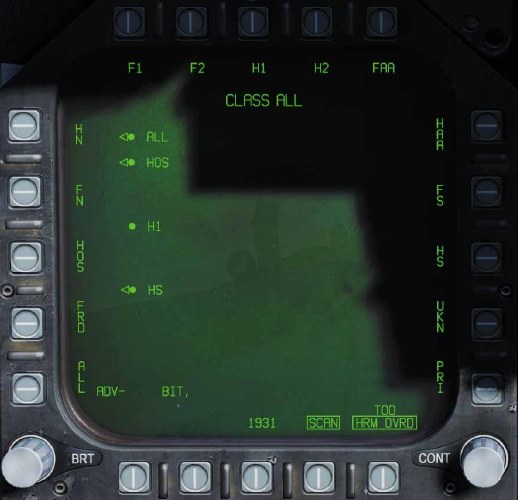 F1 F2 H1 H2 FAA
CLASS ALL
HN
FN
HOS
FRD
ALL
ALL
HOS
H1
HS
HAA
FS
HS
UKN
PRI
ADV- BIT,
TOO
1931 SCAN HRM OVRD
BRT CONT